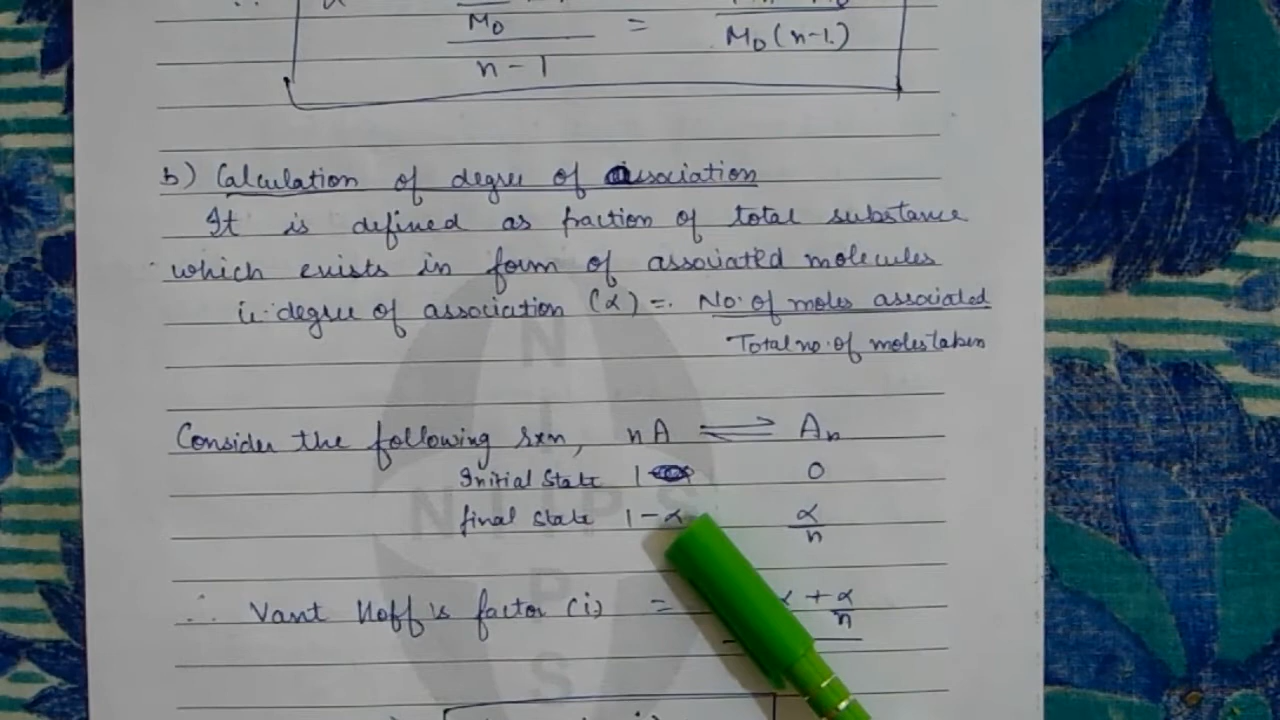 M₀ = M₀(n-1)
n - 1
b) Calculation of degree of association
It is defined as fraction of total substance
which exists in form of associated molecules
i.e. degree of association (α) = No. of moles associated
Total no. of moles taken
Consider the following rxn, nA ⇌ Aₙ
Initial State 1 0
final state 1 - α α/n
∴ Vant Hoff's factor (i) = α + α/n
NIPS
NIPS